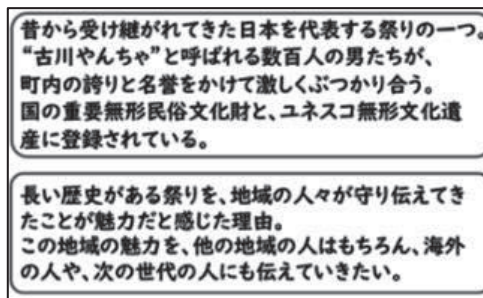 昔から受け継がれてきた日本を代表する祭りの一つ。
“古川やんちゃ”と呼ばれる数百人の男たちが、
町内の誇りと名誉をかけて激しくぶつかり合う。
国の重要無形民俗文化財と、ユネスコ無形文化遺
産に登録されている。
長い歴史がある祭りを、地域の人々が守り伝えてき
たことが魅力だと感じた理由。
この地域の魅力を、他の地域の人はもちろん、海外
の人や、次の世代の人にも伝えていきたい。